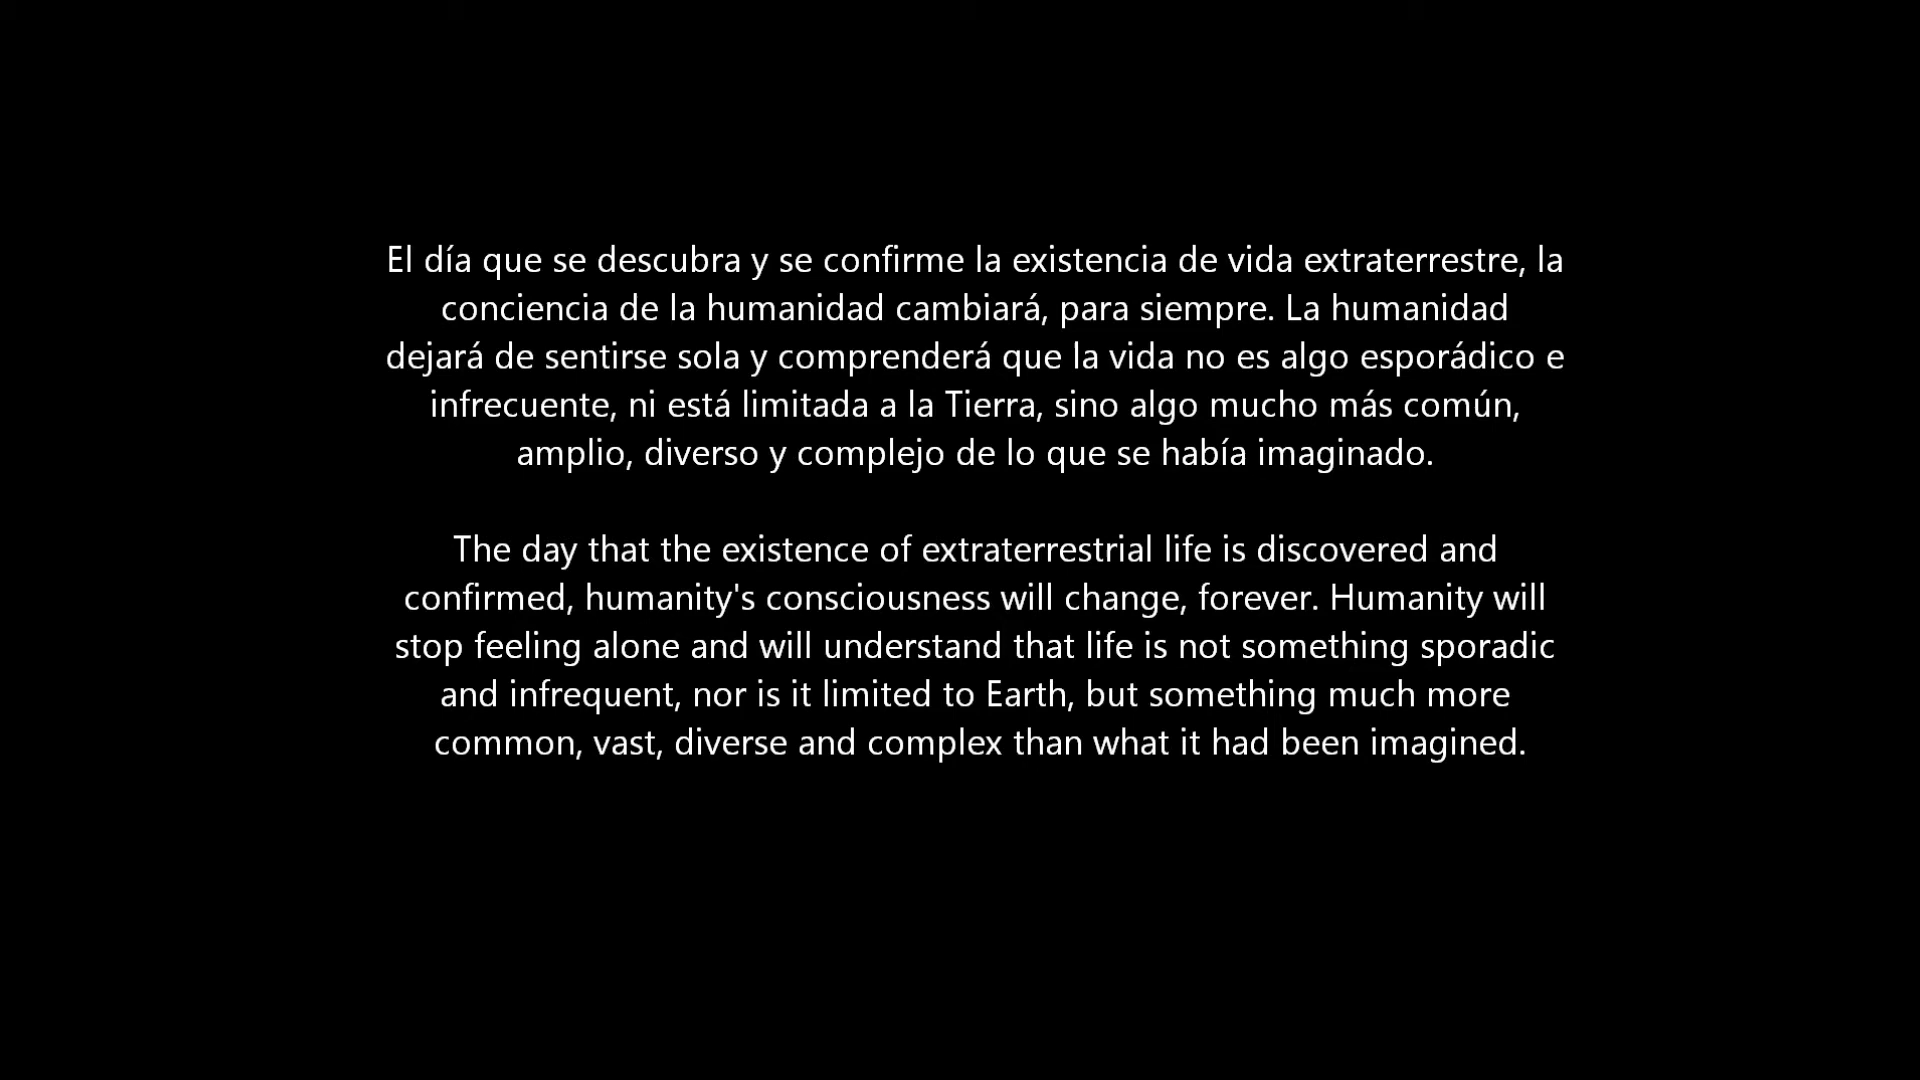 El día que se descubra y se confirme la existencia de vida extraterrestre, la
conciencia de la humanidad cambiará, para siempre. La humanidad
dejará de sentirse sola y comprenderá que la vida no es algo esporádico e
infrecuente, ni está limitada a la Tierra, sino algo mucho más común,
amplio, diverso y complejo de lo que se había imaginado.
The day that the existence of extraterrestrial life is discovered and
confirmed, humanity's consciousness will change, forever. Humanity will
stop feeling alone and will understand that life is not something sporadic
and infrequent, nor is it limited to Earth, but something much more
common, vast, diverse and complex than what it had been imagined.